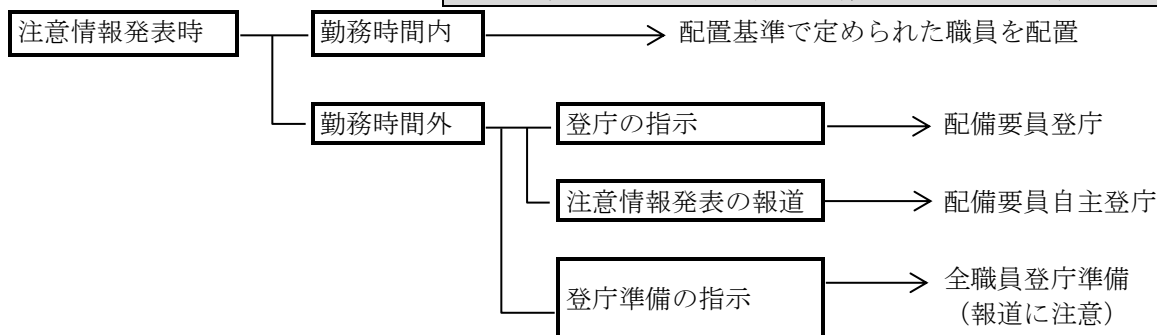 注意情報発表時
勤務時間内
配置基準で定められた職員を配置
勤務時間外
登庁の指示
配備要員登庁
注意情報発表の報道
配備要員自主登庁
登庁準備の指示
全職員登庁準備
（報道に注意）